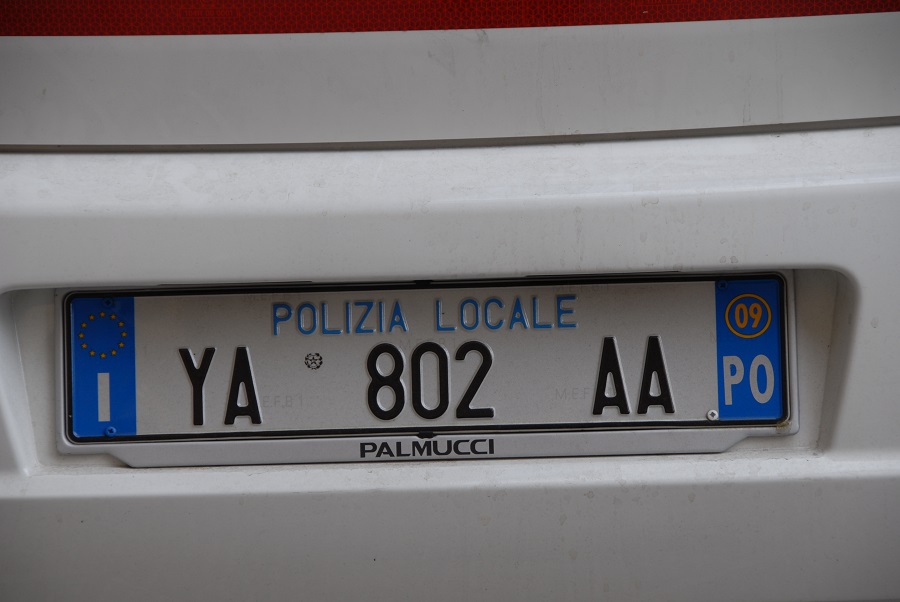 POLIZIA LOCALE
I YA 802 AA 09 PO
PALMUCCI